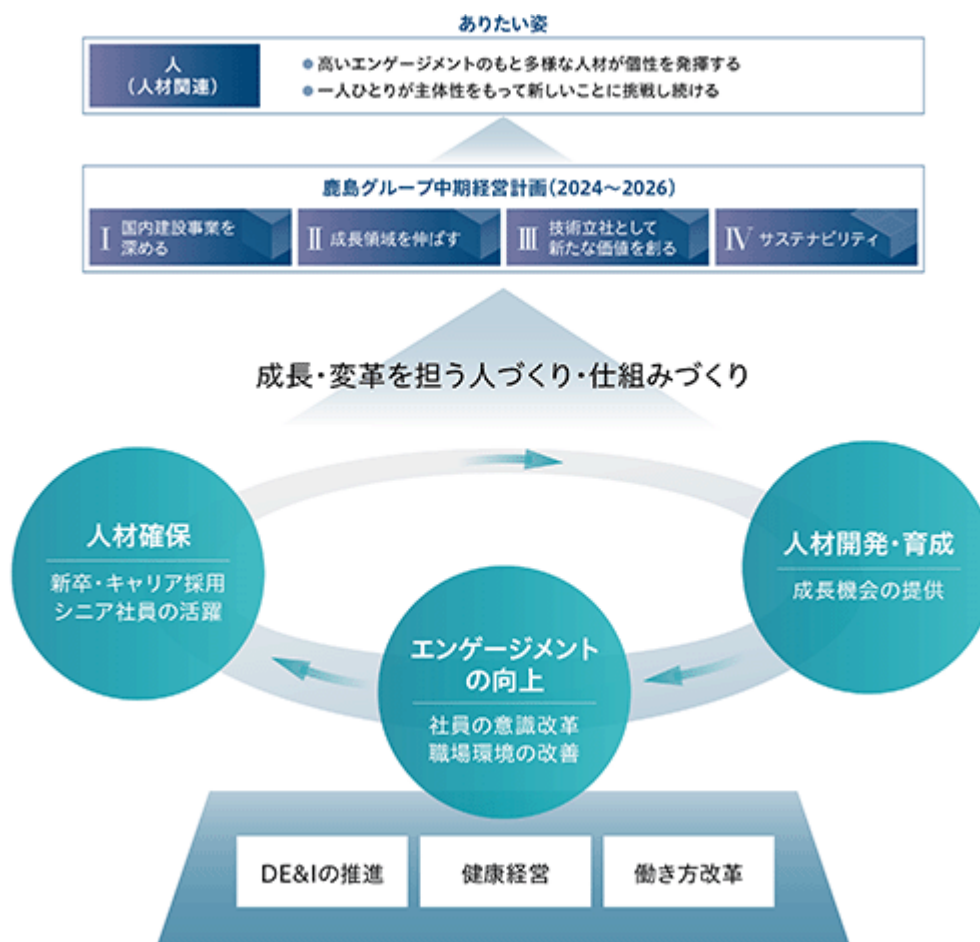 ありたい姿
人
（人材関連）
●高いエンゲージメントのもと多様な人材が個性を発揮する
●一人ひとりが主体性をもって新しいことに挑戦し続ける
鹿島グループ中期経営計画（2024～2026）
Ⅰ 国内建設事業を
深める
Ⅱ 成長領域を伸ばす
Ⅲ 技術立社として
新たな価値を創る
Ⅳ サステナビリティ
成長・変革を担う人づくり・仕組みづくり
人材確保
新卒・キャリア採用
シニア社員の活躍
人材開発・育成
成長機会の提供
エンゲージメント
の向上
社員の意識改革
職場環境の改善
DE&Iの推進
健康経営
働き方改革